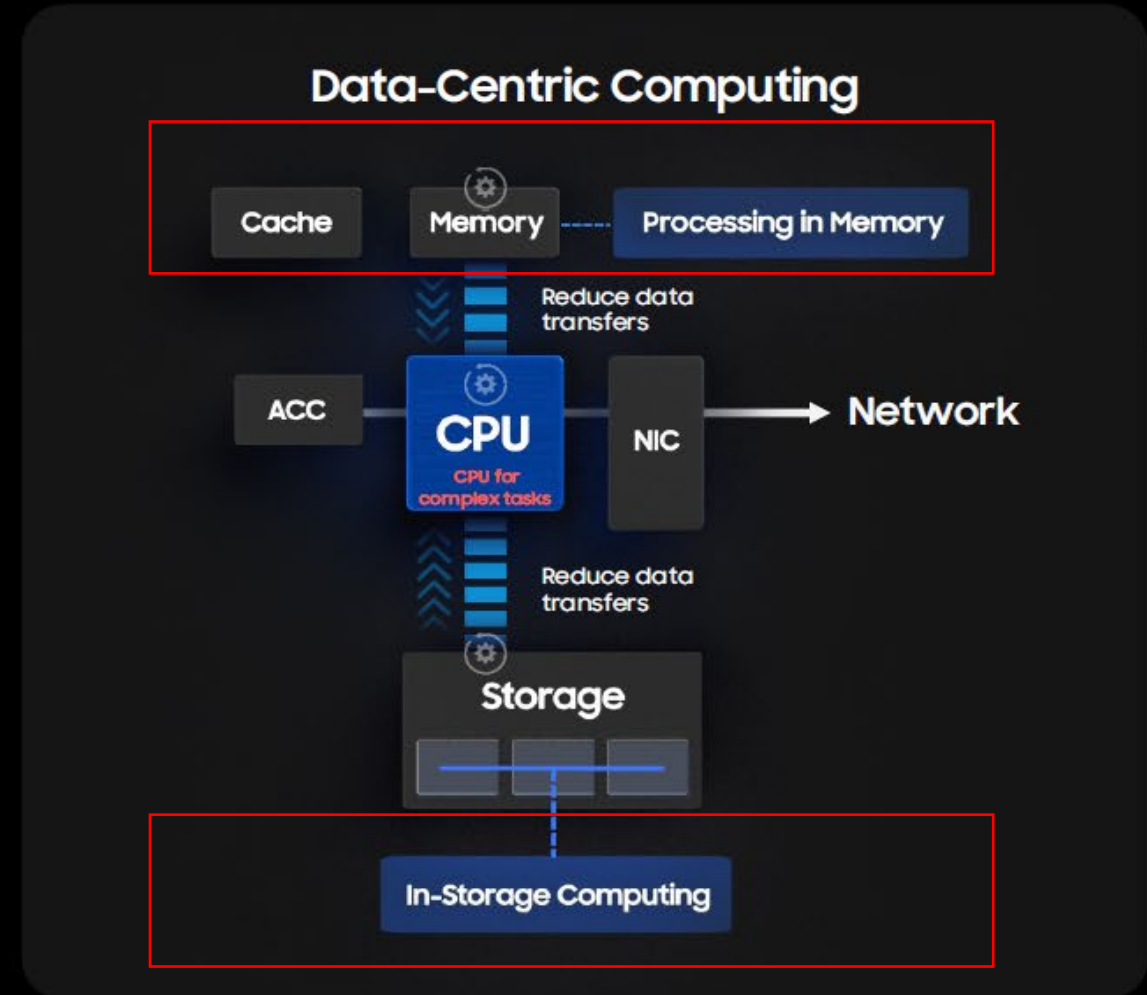 Data-Centric Computing
Cache
Memory
Processing in Memory
Reduce data
transfers
ACC
CPU
CPU for
complex tasks
NIC
Network
Reduce data
transfers
Storage
In-Storage Computing